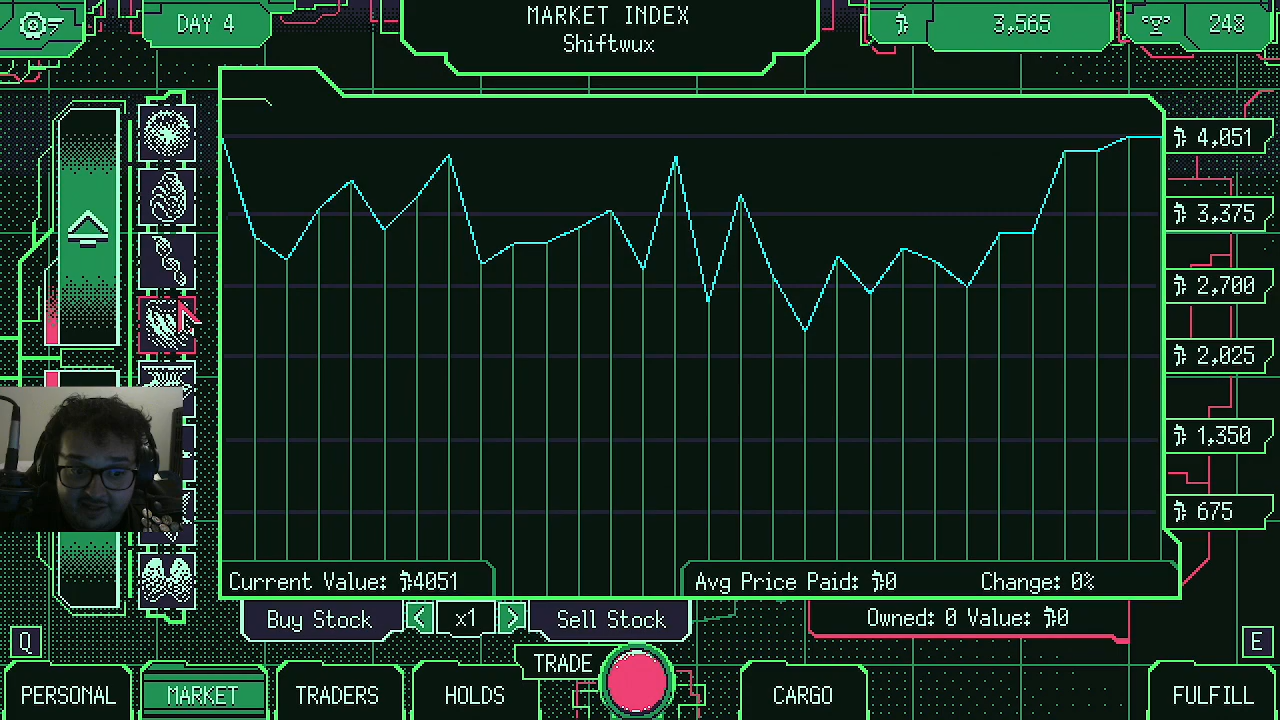 DAY 4
MARKET INDEX
Shiftwux
3,565
248
4,051
3,375
2,700
2,025
1,350
675
Current Value: 4051
Avg Price Paid: 0 Change: 0%
Buy Stock
x1
Sell Stock
Owned: 0 Value: 0
Q
E
TRADE
PERSONAL
MARKET
TRADERS
HOLDS
CARGO
FULFILL